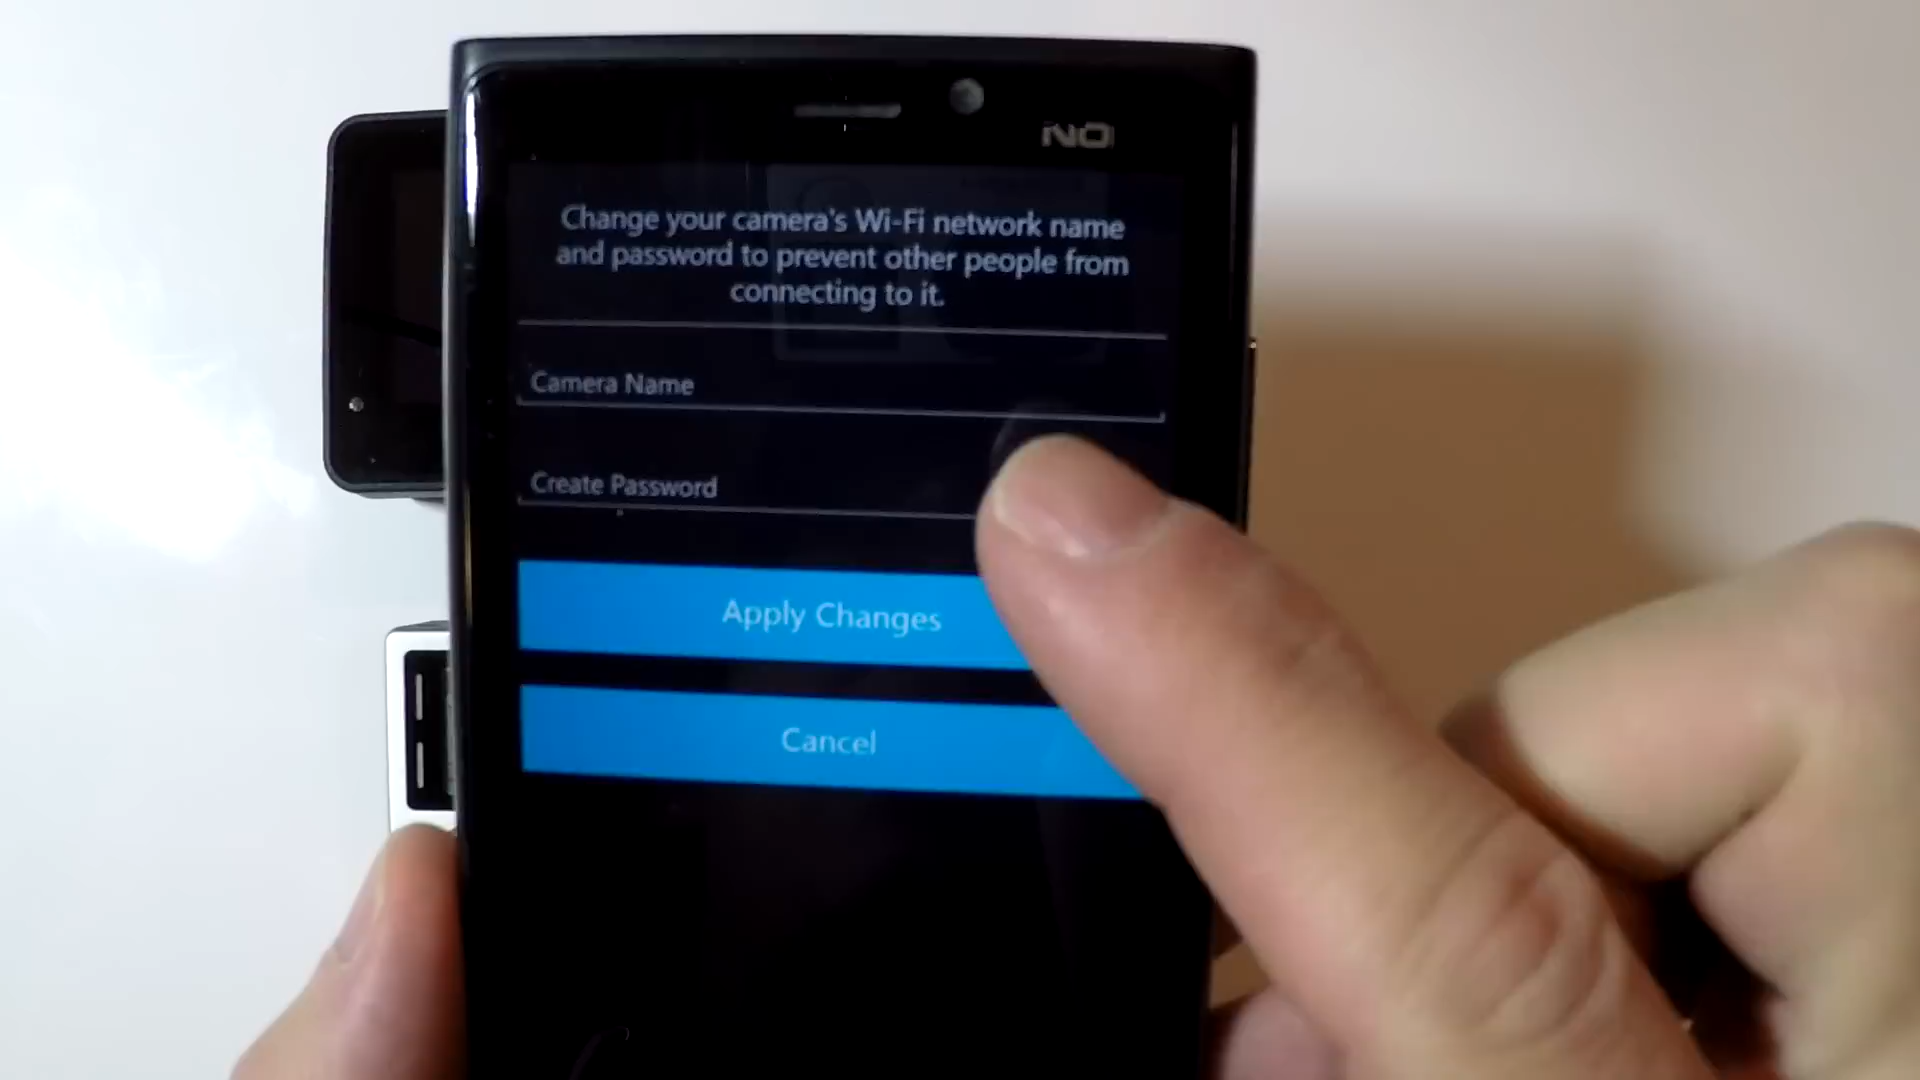 NO
Change your camera's Wi-Fi network name
and password to prevent other people from
connecting to it.
Camera Name
Create Password
Apply Changes
Cancel